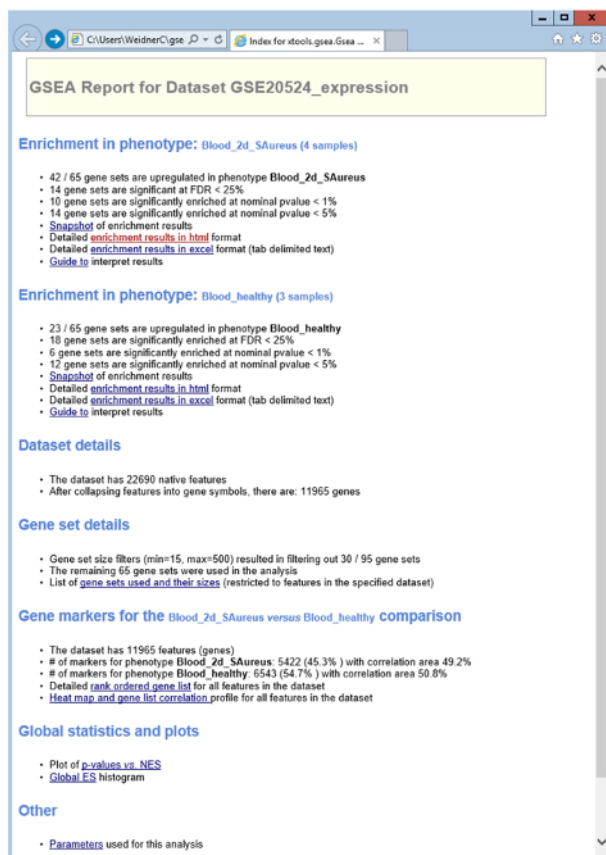 C:\Users\WeidnerC\gse
Index for xtools.gsea.Gsea ...
GSEA Report for Dataset GSE20524_expression
Enrichment in phenotype: Blood_2d_SAureus (4 samples)
• 42 / 65 gene sets are upregulated in phenotype Blood_2d_SAureus
• 14 gene sets are significant at FDR < 25%
• 10 gene sets are significantly enriched at nominal pvalue < 1%
• 14 gene sets are significantly enriched at nominal pvalue < 5%
• Snapshot of enrichment results
• Detailed enrichment results in html format
• Detailed enrichment results in excel format (tab delimited text)
• Guide to interpret results
Enrichment in phenotype: Blood_healthy (3 samples)
• 23 / 65 gene sets are upregulated in phenotype Blood_healthy
• 18 gene sets are significantly enriched at FDR < 25%
• 6 gene sets are significantly enriched at nominal pvalue < 1%
• 12 gene sets are significantly enriched at nominal pvalue < 5%
• Snapshot of enrichment results
• Detailed enrichment results in html format
• Detailed enrichment results in excel format (tab delimited text)
• Guide to interpret results
Dataset details
• The dataset has 22690 native features
• After collapsing features into gene symbols, there are: 11965 genes
Gene set details
• Gene set size filters (min=15, max=500) resulted in filtering out 30 / 95 gene sets
• The remaining 65 gene sets were used in the analysis
• List of gene sets used and their sizes (restricted to features in the specified dataset)
Gene markers for the Blood_2d_SAureus versus Blood_healthy comparison
• The dataset has 11965 features (genes)
• # of markers for phenotype Blood_2d_SAureus: 5422 (45.3% ) with correlation area 49.2%
• # of markers for phenotype Blood_healthy: 6543 (54.7% ) with correlation area 50.8%
• Detailed rank ordered gene list for all features in the dataset
• Heat map and gene list correlation profile for all features in the dataset
Global statistics and plots
• Plot of p-values vs. NES
• Global ES histogram
Other
• Parameters used for this analysis